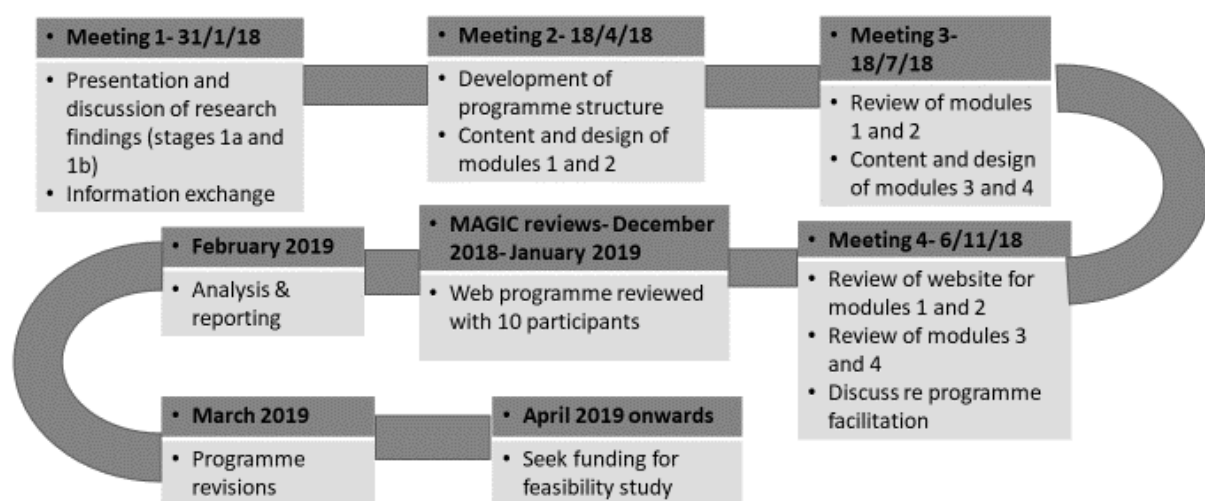 • Meeting 1- 31/1/18
• Presentation and
discussion of research
findings (stages 1a and
1b)
• Information exchange
• Meeting 2- 18/4/18
• Development of
programme structure
• Content and design of
modules 1 and 2
• Meeting 3-
18/7/18
• Review of modules
1 and 2
• Content and design
of modules 3 and 4
• Meeting 4- 6/11/18
• Review of website for
modules 1 and 2
• Review of modules 3
and 4
• Discuss re programme
facilitation
• MAGIC reviews- December
2018- January 2019
• Web programme reviewed
with 10 participants
• February 2019
• Analysis &
reporting
• March 2019
• Programme
revisions
• April 2019 onwards
• Seek funding for
feasibility study